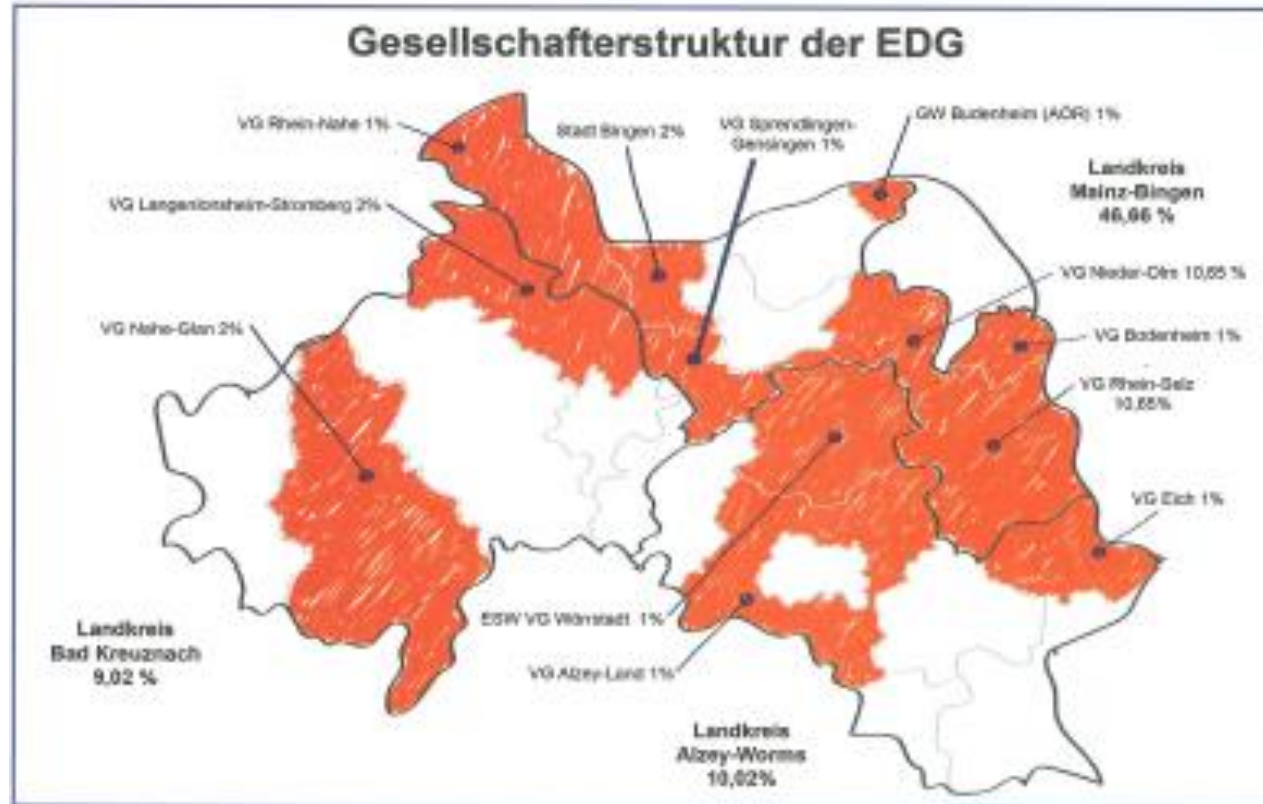 Gesellschafterstruktur der EDG
VG Rhein-Nahe 1%
Stadt Bingen 2%
VG Sprendlingen-
Gensingen 1%
GW Budenheim (AÖR) 1%
Landkreis
Mainz-Bingen
46,66 %
VG Langenlonsheim-Stromberg 2%
VG Nieder-Olm 10,65 %
VG Nahe-Glan 2%
VG Bodenheim 1%
VG Rhein-Selz
10,65%
VG Eich 1%
ESW VG Wörrstadt 1%
Landkreis
Bad Kreuznach
9,02 %
VG Alzey-Land 1%
Landkreis
Alzey-Worms
10,02%